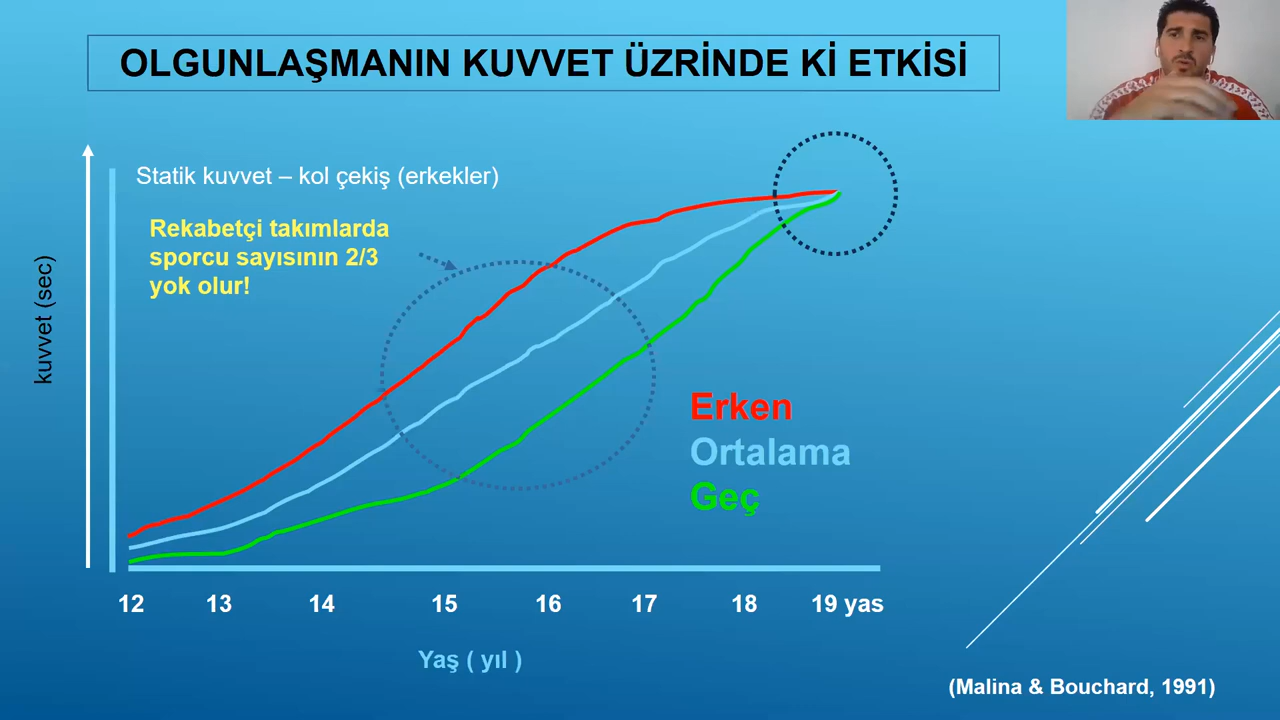 OLGUNLAŞMANIN KUVVET ÜZRİNDE Kİ ETKİSİ
Statik kuvvet – kol çekiş (erkekler)
Rekabetçi takımlarda
sporcu sayısının 2/3
yok olur!
kuvvet (sec)
Erken
Ortalama
Geç
12 13 14 15 16 17 18 19 yas
Yaş ( yıl )
(Malina & Bouchard, 1991)